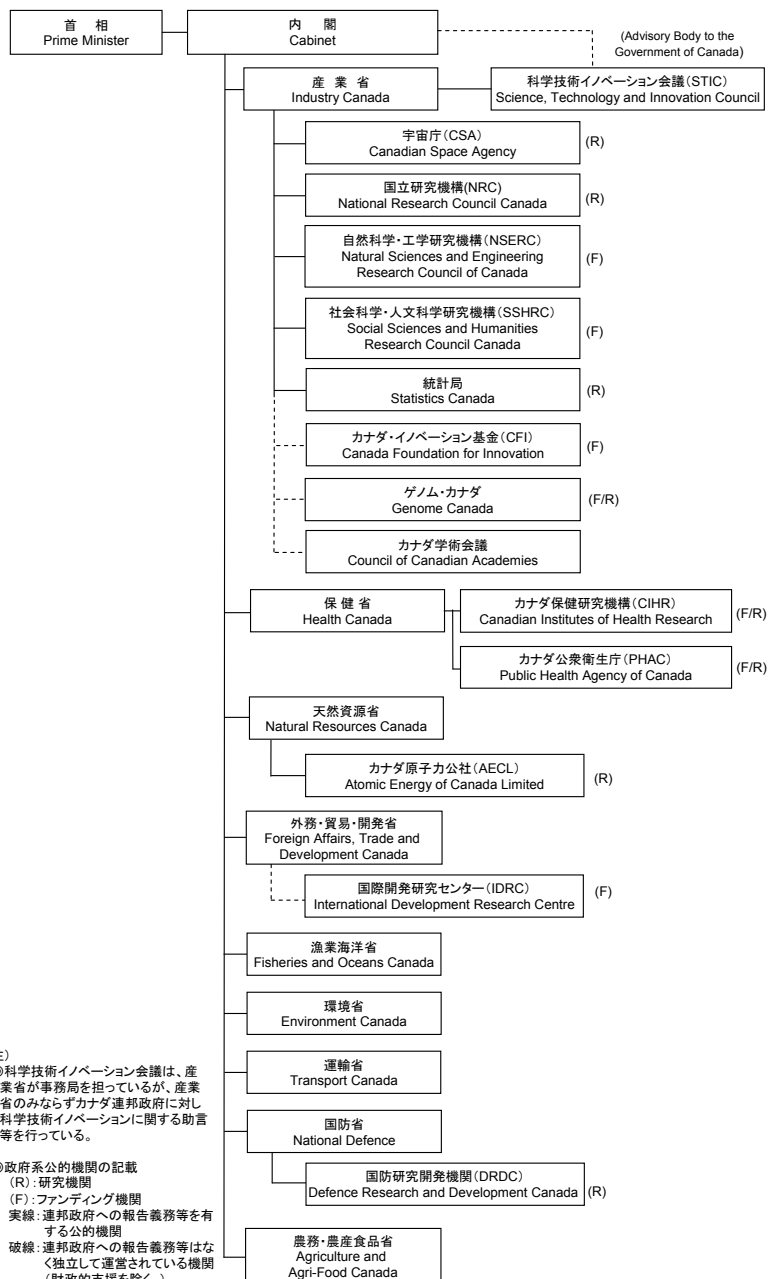 首 相
Prime Minister
内 閣
Cabinet
(Advisory Body to the
Government of Canada)
産 業 省
Industry Canada
科学技術イノベーション会議(STIC)
Science, Technology and Innovation Council
宇宙庁(CSA)
Canadian Space Agency
(R)
国立研究機構(NRC)
National Research Council Canada
(R)
自然科学・工学研究機構(NSERC)
Natural Sciences and Engineering
Research Council of Canada
(F)
社会科学・人文科学研究機構(SSHRC)
Social Sciences and Humanities
Research Council Canada
(F)
統計局
Statistics Canada
(R)
カナダ・イノベーション基金(CFI)
Canada Foundation for Innovation
(F)
ゲノム・カナダ
Genome Canada
(F/R)
カナダ学術会議
Council of Canadian Academies
保 健 省
Health Canada
カナダ保健研究機構(CIHR)
Canadian Institutes of Health Research
(F/R)
カナダ公衆衛生庁(PHAC)
Public Health Agency of Canada
(F/R)
天然資源省
Natural Resources Canada
カナダ原子力公社(AECL)
Atomic Energy of Canada Limited
(R)
外務・貿易・開発省
Foreign Affairs, Trade and
Development Canada
国際開発研究センター(IDRC)
International Development Research Centre
(F)
漁業海洋省
Fisheries and Oceans Canada
環境省
Environment Canada
運輸省
Transport Canada
国防省
National Defence
国防研究開発機関(DRDC)
Defence Research and Development Canada
(R)
農務・農産食品省
Agriculture and
Agri-Food Canada
科学技術イノベーション会議は、産
業省が事務局を担っているが、産業
省のみならずカナダ連邦政府に対し
科学技術イノベーションに関する助言
等を行っている。
政府系公的機関の記載
(R):研究機関
(F):ファンディング機関
実線:連邦政府への報告義務等を有
する公的機関
破線:連邦政府への報告義務等はな
く独立して運営されている機関
(財政的支援を除く。)